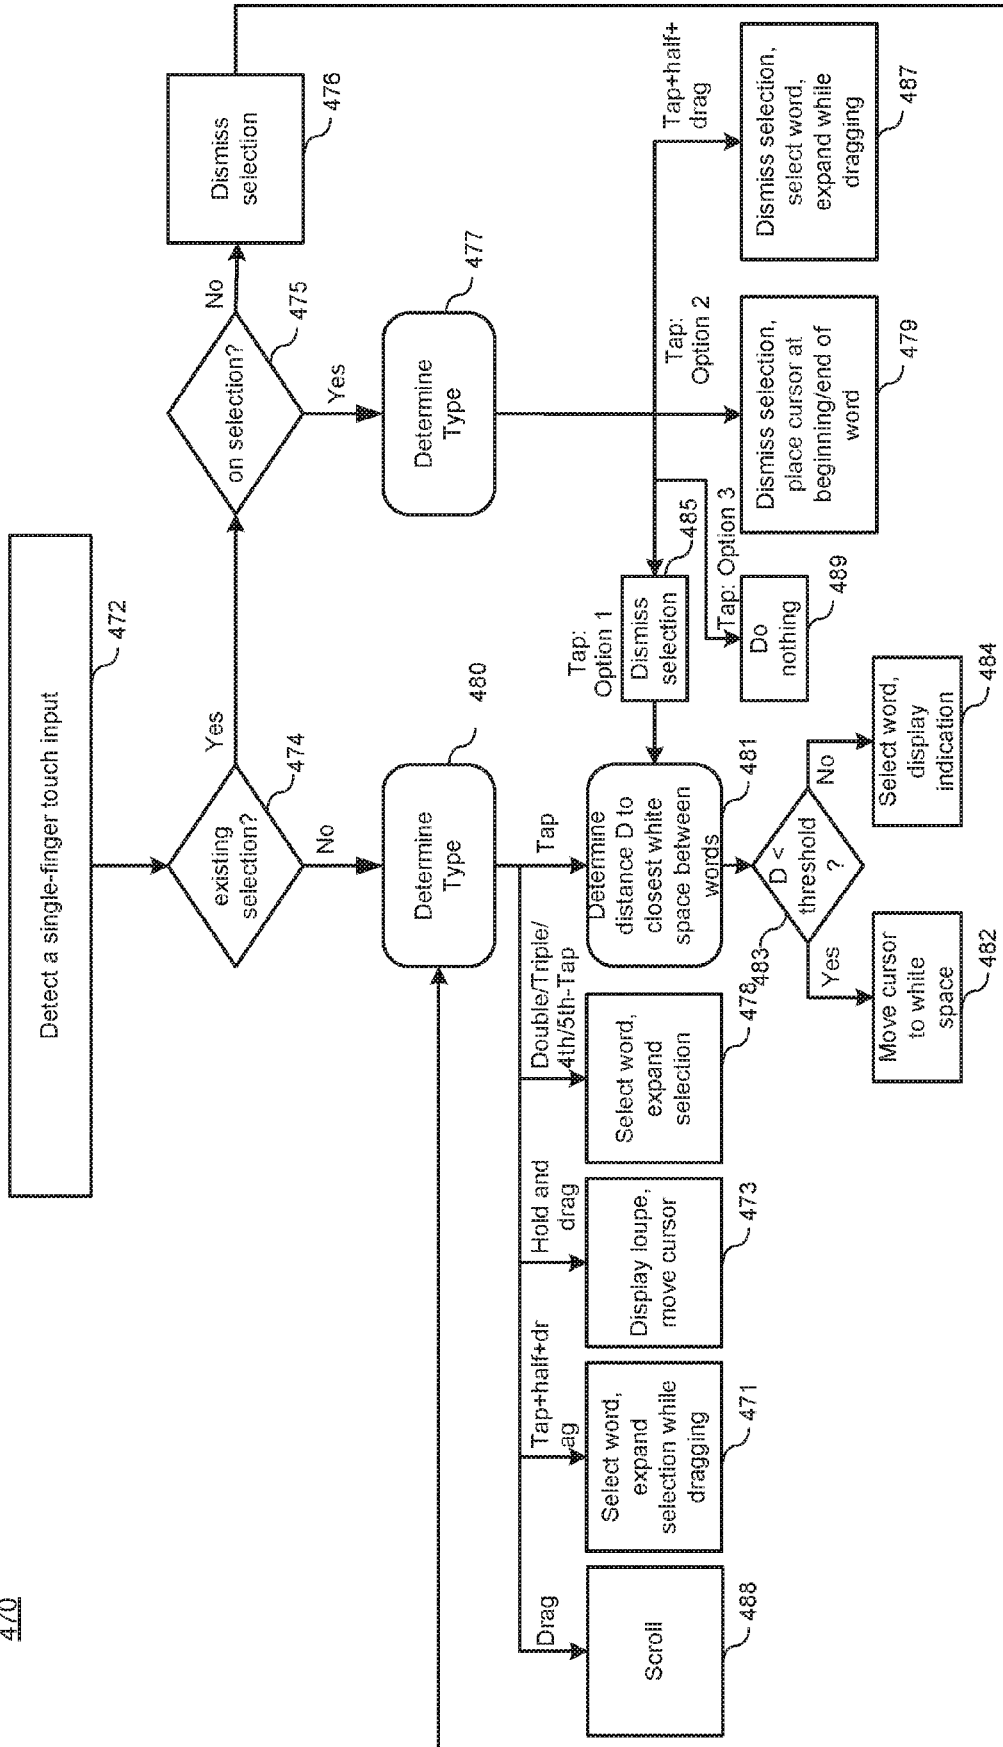 470
Detect a single-finger touch input
472
existing
selection?
474
Yes
No
on selection?
475
No
Yes
Dismiss
selection
476
Determine
Type
480
Determine
Type
477
Drag
Tap+half+dr
ag
Hold and
drag
Double/Triple/
4th/5th-Tap
Tap
Tap:
Option 1
Tap:
Option 2
Tap+half+
drag
Scroll
488
Select word,
expand
selection while
dragging
471
Display loupe,
move cursor
473
Select word,
expand
selection
478
Determine
distance D to
closest white
space between
words
481
Dismiss
selection
485
Tap: Option 3
Do
nothing
489
Dismiss selection,
place cursor at
beginning/end of
word
479
Dismiss selection,
select word,
expand while
dragging
487
D <
threshold
?
483
Yes
No
Move cursor
to white
space
482
Select word,
display
indication
484